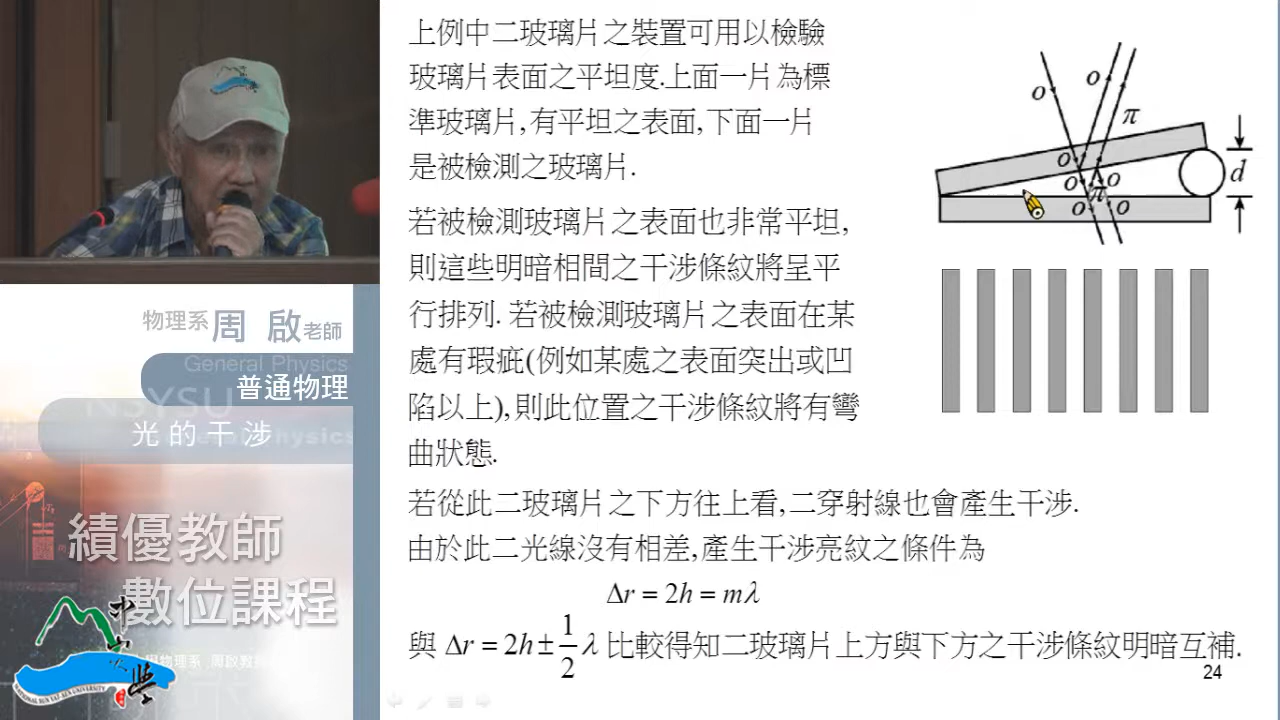 上例中二玻璃片之裝置可用以檢驗
玻璃片表面之平坦度.上面一片為標
準玻璃片,有平坦之表面,下面一片
是被檢測之玻璃片.
若被檢測玻璃片之表面也非常平坦,
則這些明暗相間之干涉條紋將呈平
行排列. 若被檢測玻璃片之表面在某
處有瑕疵(例如某處之表面突出或凹
陷以上),則此位置之干涉條紋將有彎
曲狀態.
若從此二玻璃片之下方往上看,二穿射線也會產生干涉.
由於此二光線沒有相差,產生干涉亮紋之條件為
Δr = 2h = mλ
與 Δr = 2h ± 1/2 λ 比較得知二玻璃片上方與下方之干涉條紋明暗互補.
24
o
o
π
o
o
π
o
o
o
d
物理系周 啟老師
General Physics
普通物理
NSYSU
光的干涉
績優教師
數位課程
NATIONAL SUN YAT-SEN UNIVERSITY